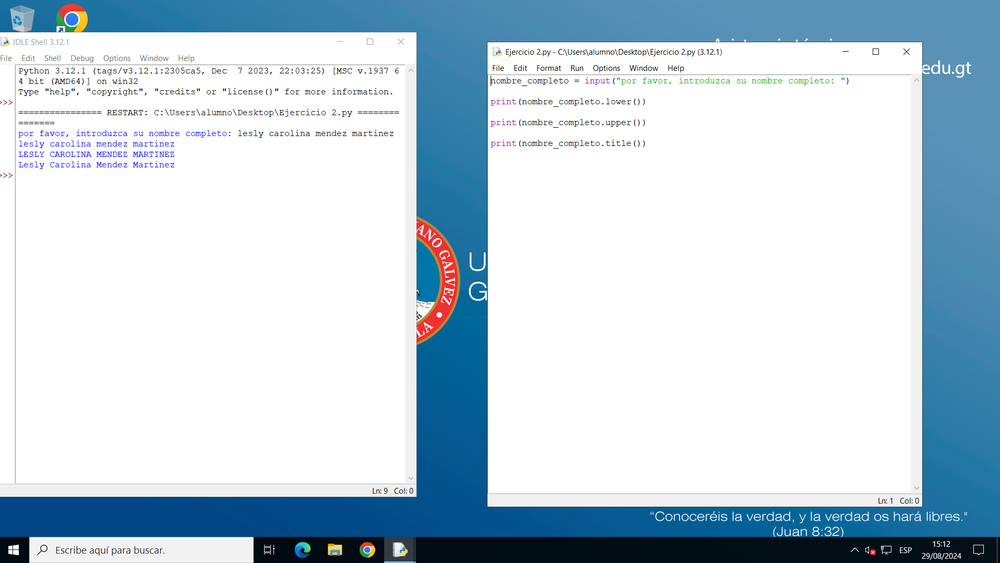 IDLE Shell 3.12.1
File Edit Shell Debug Options Window Help
Python 3.12.1 (tags/v3.12.1:2305ca5, Dec  7 2023, 22:03:25) [MSC v.1937 6
4 bit (AMD64)] on win32
Type "help", "copyright", "credits" or "license()" for more information.
>>>
================ RESTART: C:\Users\alumno\Desktop\Ejercicio 2.py ========
=======
por favor, introduzca su nombre completo: lesly carolina mendez martinez
lesly carolina mendez martinez
LESLY CAROLINA MENDEZ MARTINEZ
Lesly Carolina Mendez Martinez
>>>
Ln: 9 Col: 0
ANO GALVEZ
LA
U
G
edu.gt
Ejercicio 2.py - C:\Users\alumno\Desktop\Ejercicio 2.py (3.12.1)
File Edit Format Run Options Window Help
nombre_completo = input("por favor, introduzca su nombre completo: ")
print(nombre_completo.lower())
print(nombre_completo.upper())
print(nombre_completo.title())
Ln: 1 Col: 0
“Conoceréis la verdad, y la verdad os hará libres."
(Juan 8:32)
Escribe aquí para buscar.
ESP
15:12
29/08/2024